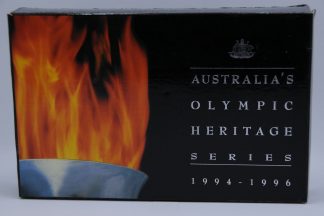 AUSTRALIA'S
OLYMPIC
HERITAGE
SERIES
1994-1996